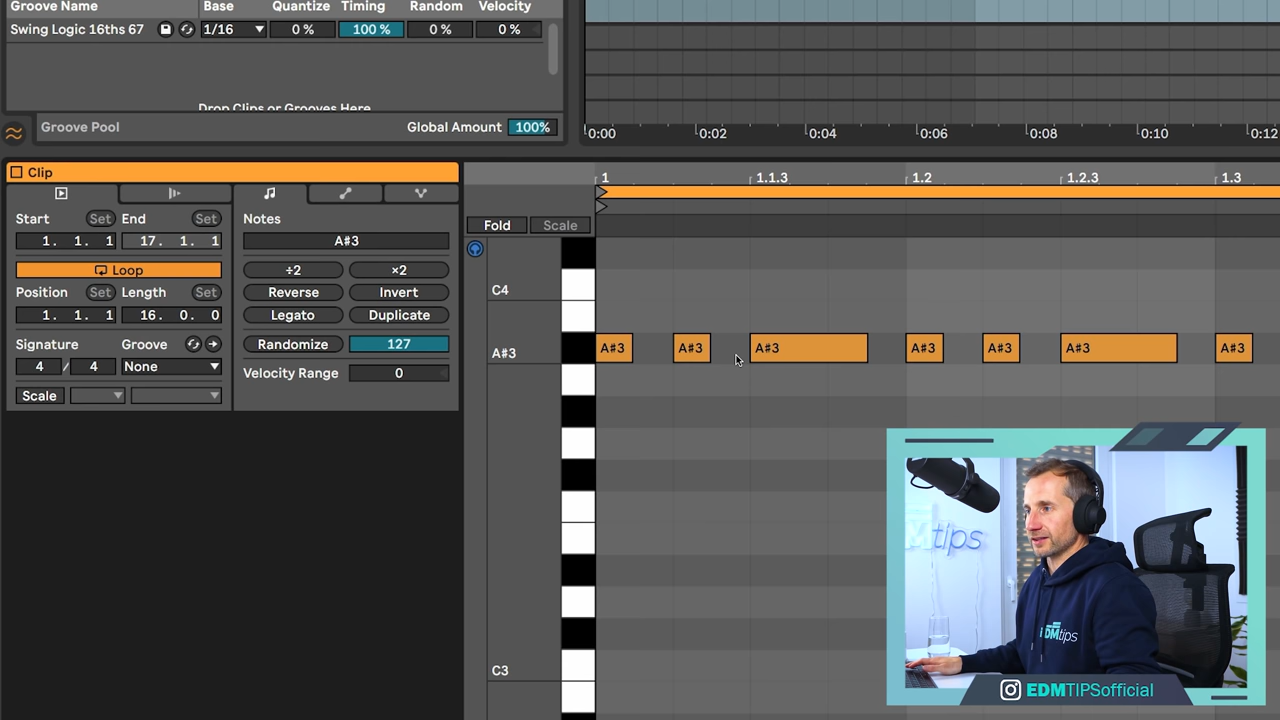 Groove Name Base Quantize Timing Random Velocity
Swing Logic 16ths 67 1/16 0 % 100 % 0 % 0 %
Drop Clips or Grooves Here
Groove Pool Global Amount 100%
0:00 0:02 0:04 0:06 0:08 0:10 0:12
Clip
1 1.1.3 1.2 1.2.3 1.3
Start Set End Set
1. 1. 1 17. 1. 1
Loop
Position Set Length Set
1. 1. 1 16. 0. 0
Signature Groove
4 / 4 None
Scale
Notes
A#3
÷2 ×2
Reverse Invert
Legato Duplicate
Randomize 127
Velocity Range 0
Fold Scale
C4
A#3 A#3 A#3 A#3 A#3 A#3 A#3 A#3
C3
Mtips
EDMtips
EDMTIPSofficial